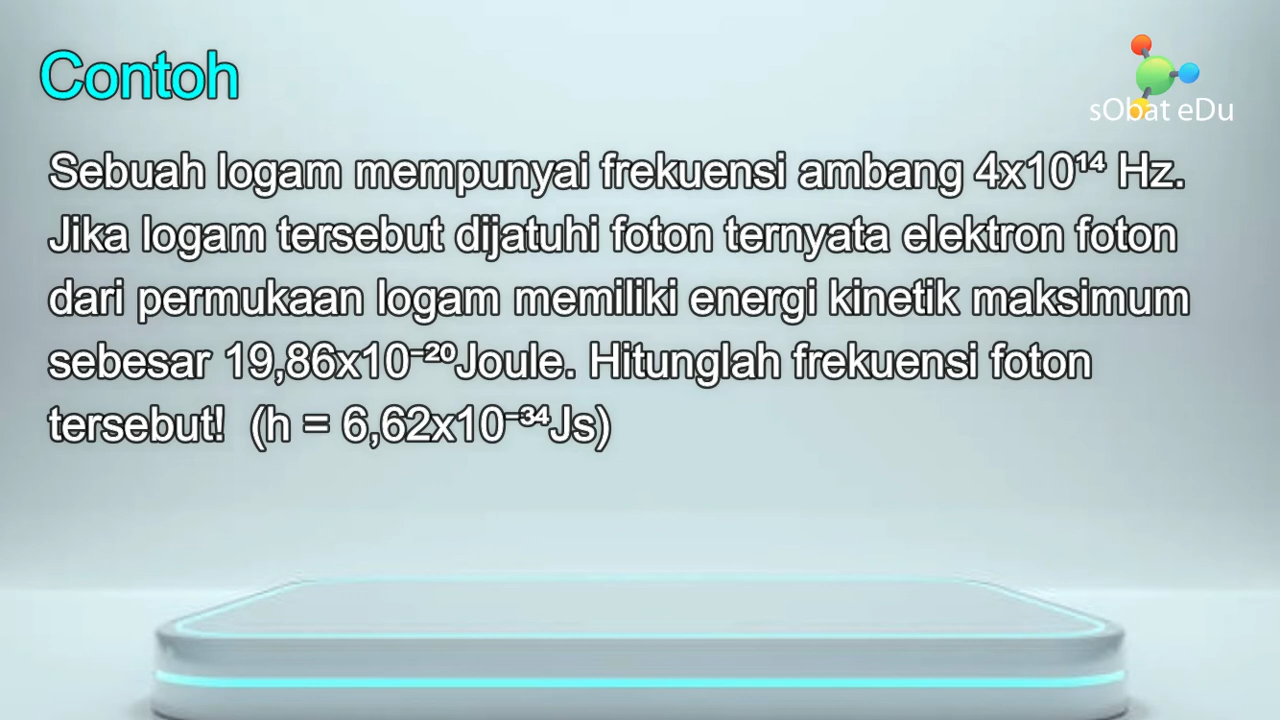 Contoh
sObat eDu
Sebuah logam mempunyai frekuensi ambang 4x10¹⁴ Hz.
Jika logam tersebut dijatuhi foton ternyata elektron foton
dari permukaan logam memiliki energi kinetik maksimum
sebesar 19,86x10⁻²⁰Joule. Hitunglah frekuensi foton
tersebut!  (h = 6,62x10⁻³⁴Js)